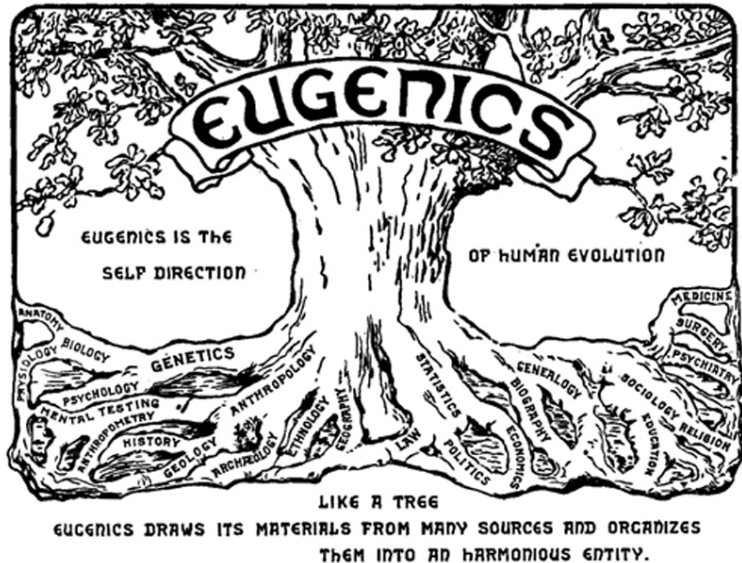 EUGENICS
EUGENICS IS THE
SELF DIRECTION
OF HUMAN EVOLUTION
ANATOMY
PHYSIOLOGY
BIOLOGY
GENETICS
PSYCHOLOGY
MENTAL TESTING
ANTHROPOMETRY
HISTORY
GEOLOGY
ANTHROPOLOGY
ARCHÆOLOGY
ETHNOLOGY
GEOGRAPHY
LAW
STATISTICS
POLITICS
ECONOMICS
BIOGRAPHY
GENEALOGY
EDUCATION
SOCIOLOGY
RELIGION
PSYCHIATRY
SURGERY
MEDICINE
LIKE A TREE
EUGENICS DRAWS ITS MATERIALS FROM MANY SOURCES AND ORGANIZES
THEM INTO AN HARMONIOUS ENTITY.